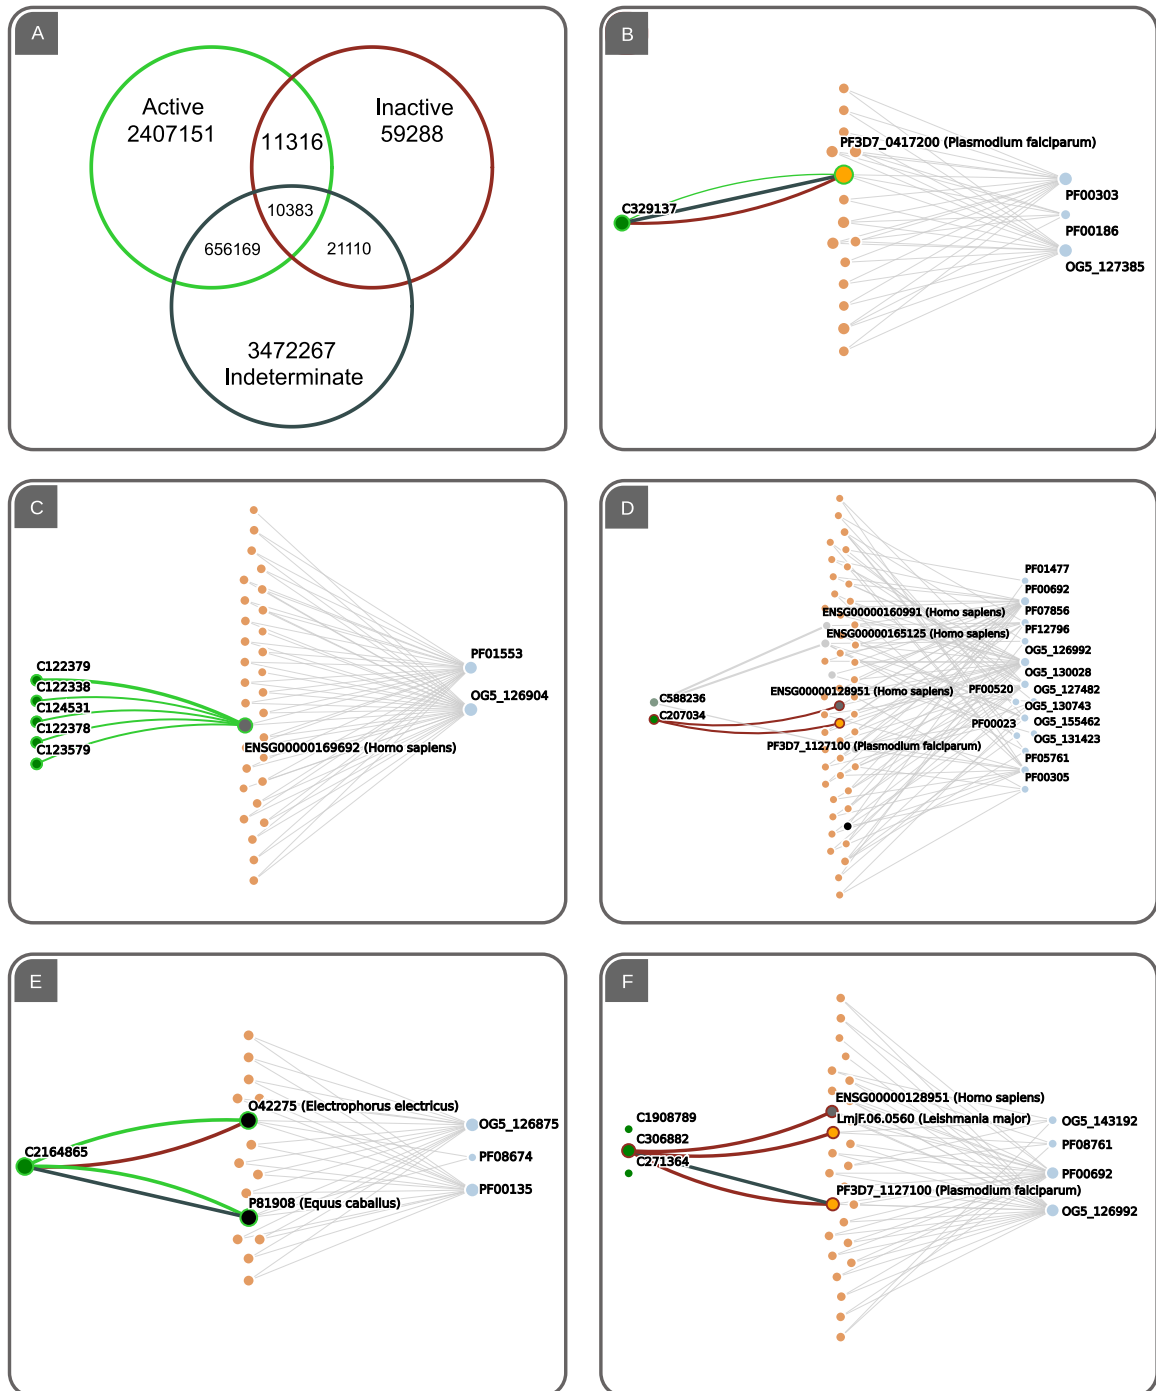 A
Active
2407151
Inactive
59288
11316
10383
656169
21110
3472267
Indeterminate
B
PF3D7_0417200 (Plasmodium falciparum)
C329137
PF00303
PF00186
OG5_127385
C
C122379
C122338
C124531
C122378
C123579
ENSG00000169692 (Homo sapiens)
PF01553
OG5_126904
D
ENSG00000160991 (Homo sapiens)
ENSG00000165125 (Homo sapiens)
ENSG00000128951 (Homo sapiens)
C588236
C207034
PF3D7_1127100 (Plasmodium falciparum)
PF01477
PF00692
PF07856
PF12796
OG5_126992
OG5_130028
PF00520
OG5_127482
OG5_130743
PF00023
OG5_155462
OG5_131423
PF05761
PF00305
E
O42275 (Electrophorus electricus)
C2164865
P81908 (Equus caballus)
OG5_126875
PF08674
PF00135
F
ENSG00000128951 (Homo sapiens)
C1908789
LmjF.06.0560 (Leishmania major)
C306882
C271364
PF3D7_1127100 (Plasmodium falciparum)
OG5_143192
PF08761
PF00692
OG5_126992